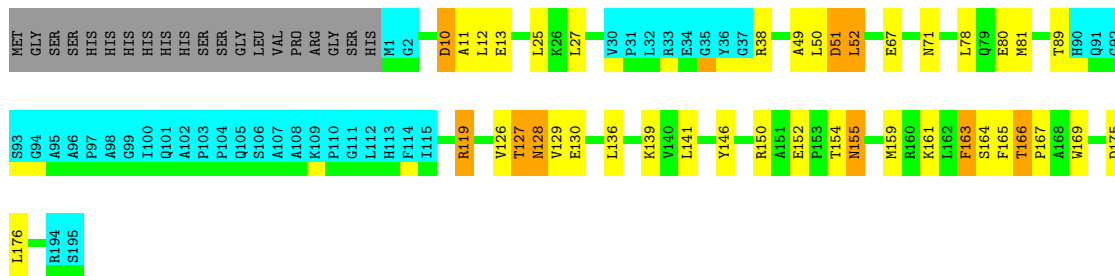 MET GLY SER SER HIS HIS HIS HIS HIS HIS SER SER GLY LEU VAL PRO ARG GLY SER HIS M1 G2 D10 A11 L12 E13 L25 K26 L27 V30 P31 L32 R33 E34 G35 Y36 G37 R38 A49 L50 D51 L52 E67 N71 L78 Q79 E80 M81 T89 H90 Q91
S93 G94 A95 A96 P97 A98 G99 I100 Q101 A102 P103 P104 Q105 S106 A107 A108 K109 P110 G111 L112 H113 F114 I115 R119 V126 T127 N128 V129 E130 L136 K139 V140 L141 Y146 R150 A151 E152 P153 T154 N155 M159 R160 K161 L162 F163 S164 F165 T166 P167 A168 W169
L176 R194 S195